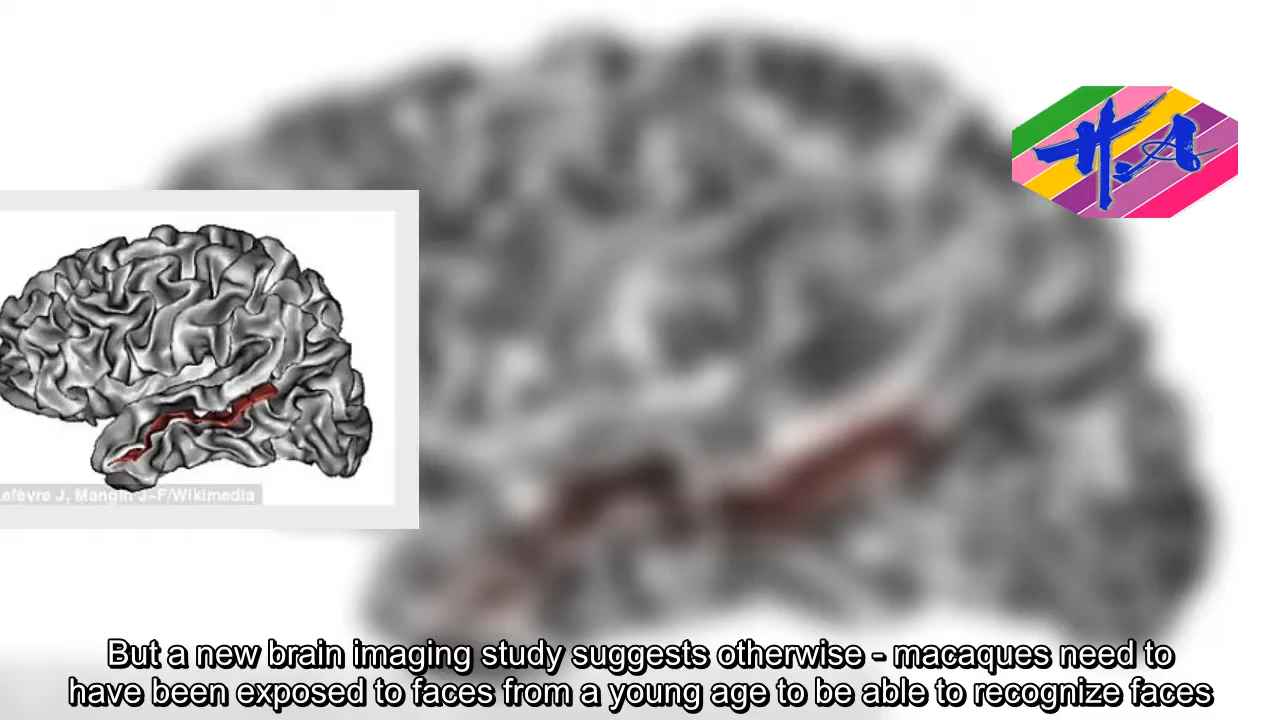 H.A
Lefèvre J, Mangin J-F/Wikimedia
But a new brain imaging study suggests otherwise - macaques need to
have been exposed to faces from a young age to be able to recognize faces